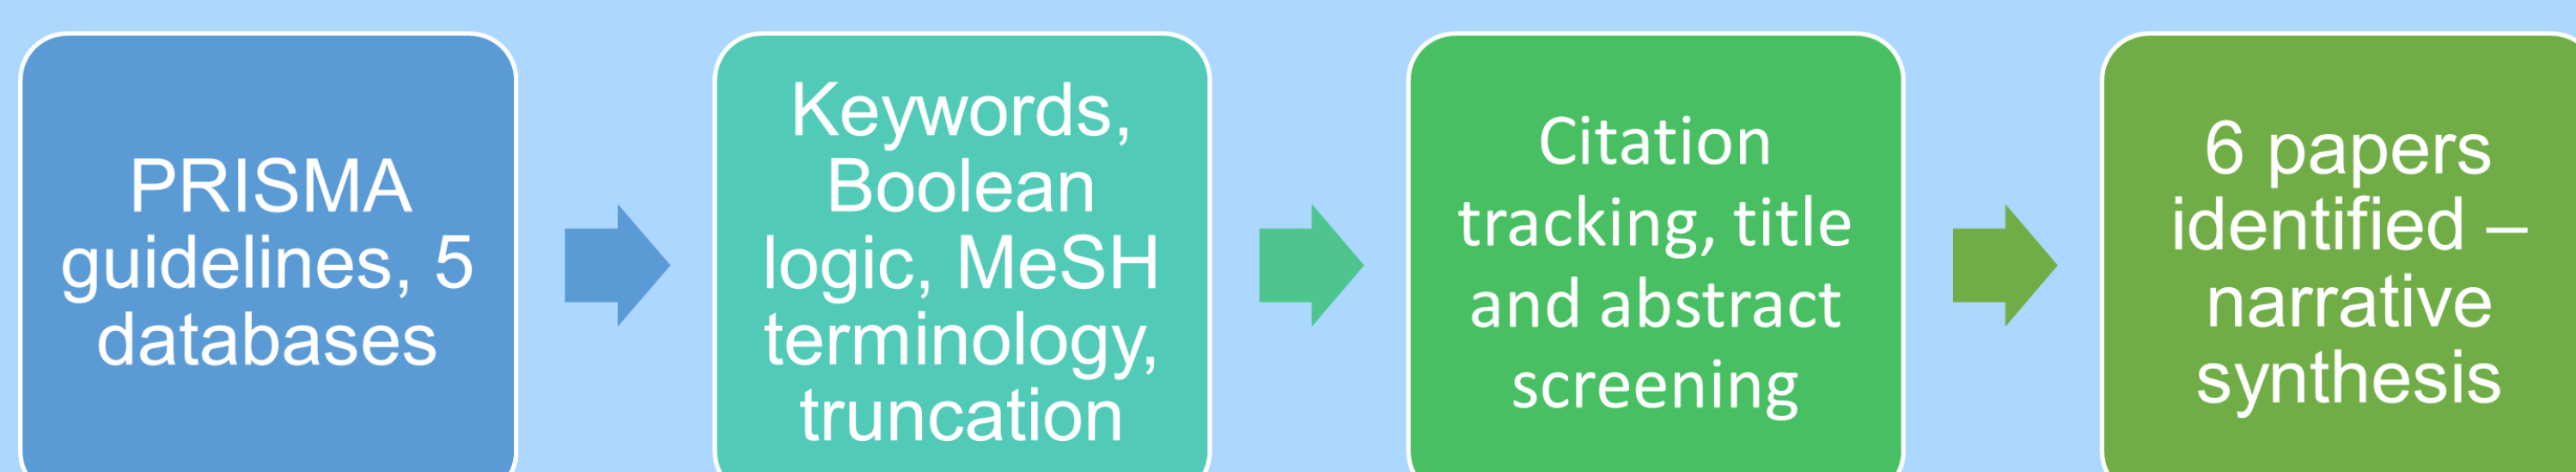 PRISMA
guidelines, 5
databases
Keywords,
Boolean
logic, MeSH
terminology,
truncation
Citation
tracking, title
and abstract
screening
6 papers
identified –
narrative
synthesis